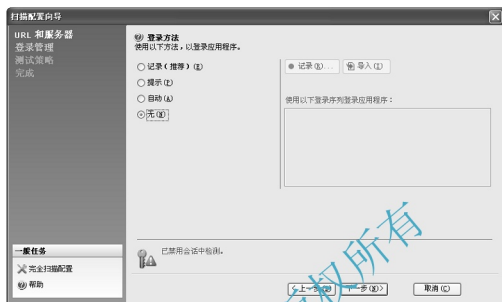 扫描配置向导
URL 和服务器
登录管理
测试策略
完成
登录方法
使用以下方法，以登录应用程序。
记录(推荐)(E)
提示(P)
自动(A)
无(N)
记录(R)... 导入(I)
使用以下登录序列登录应用程序：
一般任务
完全扫描配置
帮助
已禁用会话中检测。
<上一步(B) 下一步(N)> 取消(C)
权所有